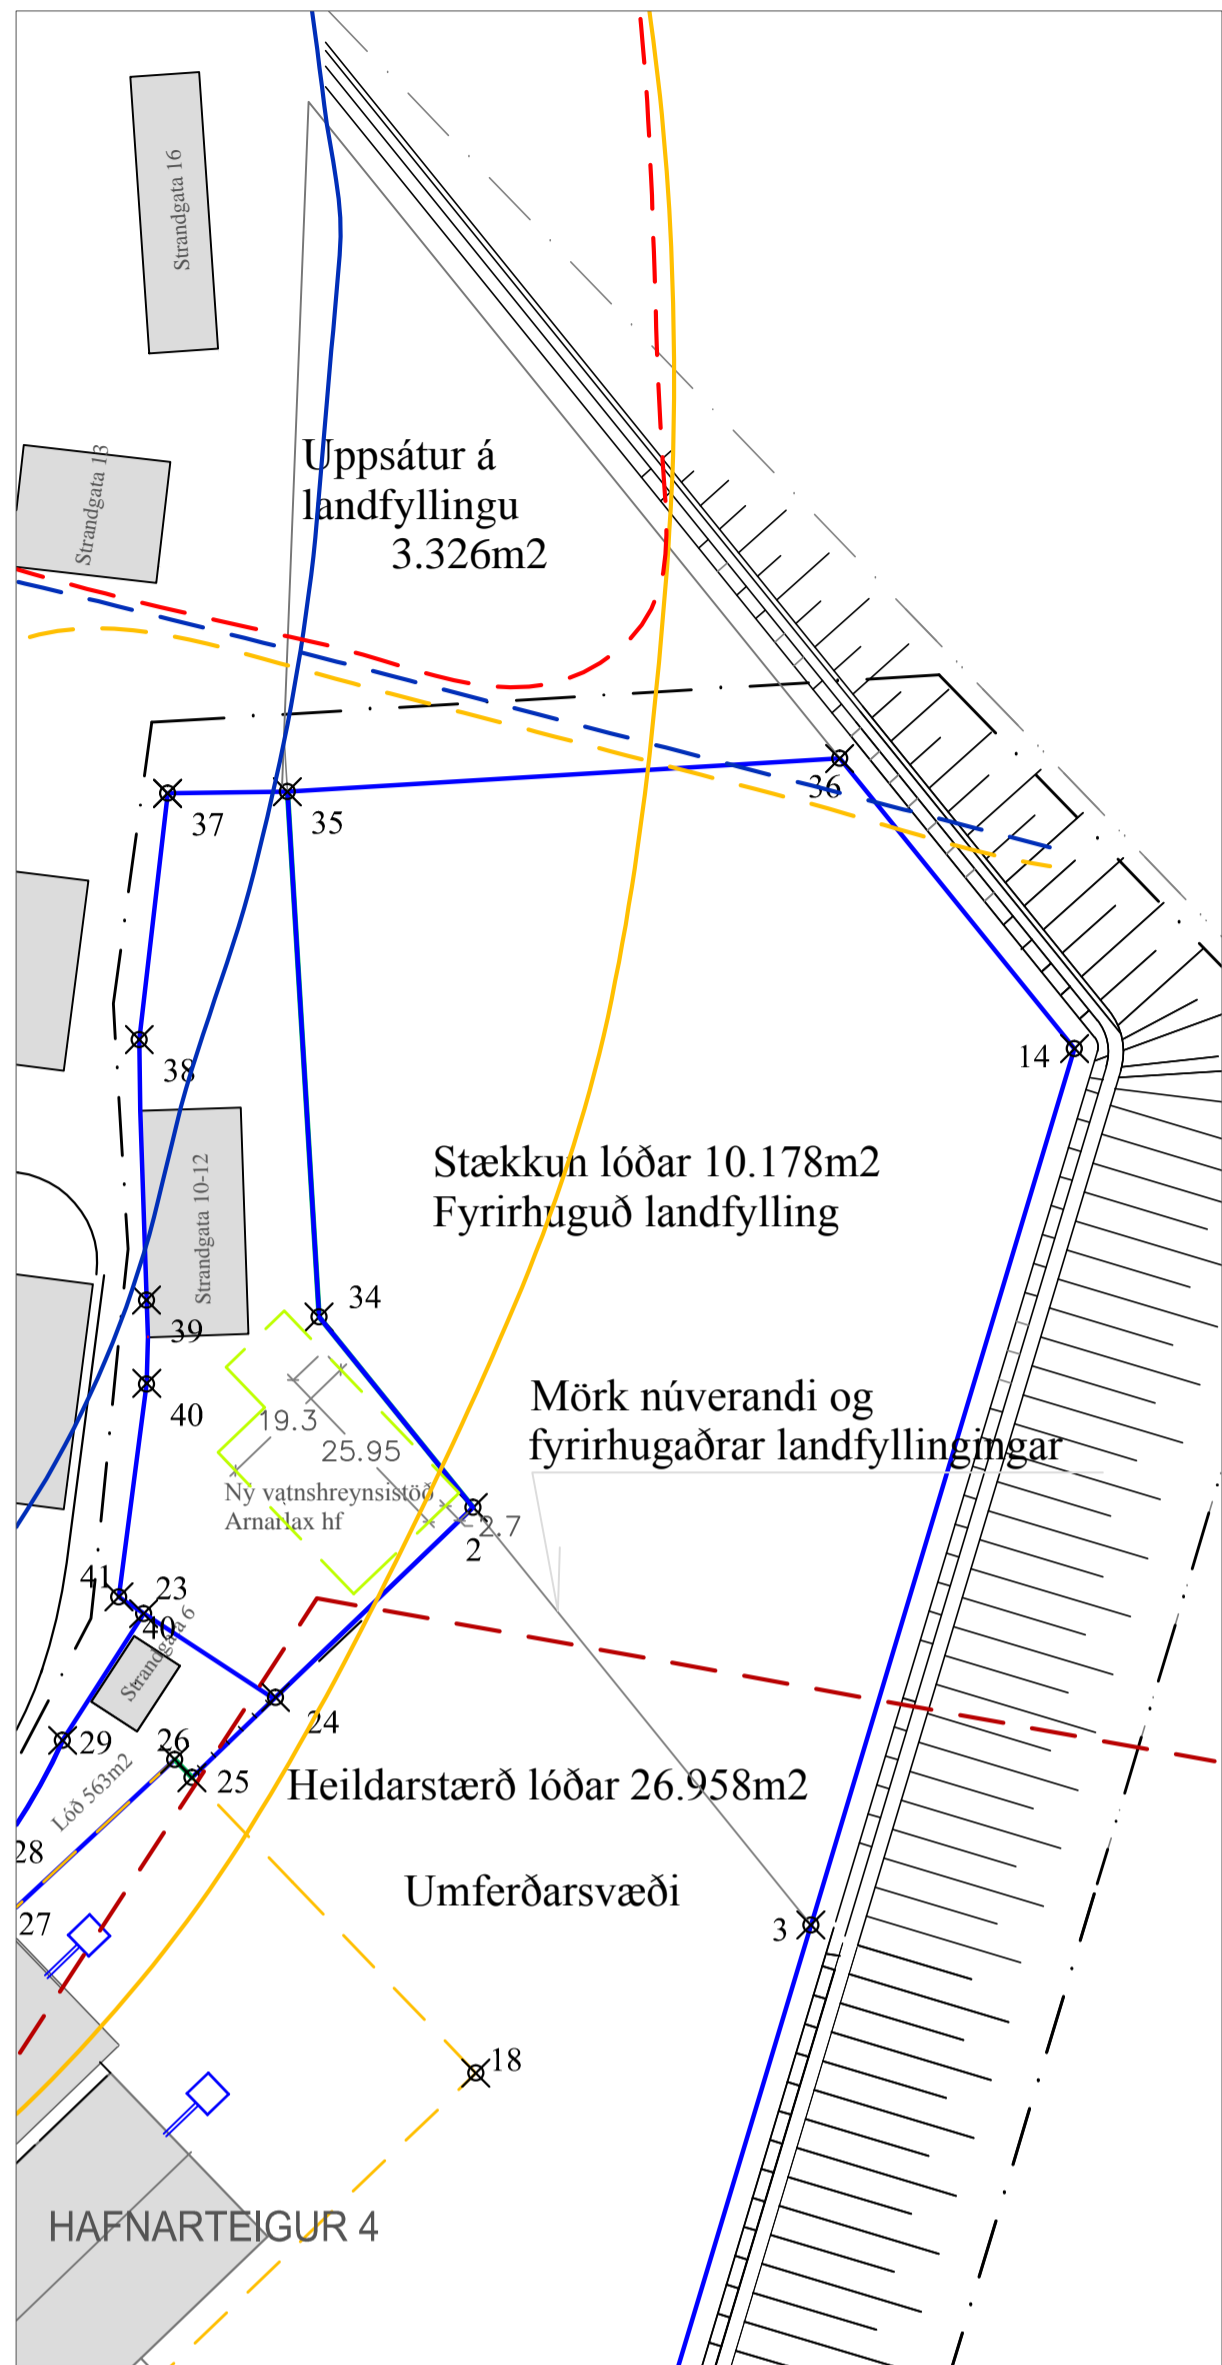 Strandgata 16
Uppsátur á
landfyllingu
3.326m2
Strandgata 13
36
37
35
38
14
Stækkun lóðar 10.178m2
Fyrirhuguð landfylling
Strandgata 10-12
34
39
40
Mörk núverandi og
fyrirhugaðrar landfyllingingar
19.3
25.95
Ný vatnshreynsistöð
Arnarlax hf
2.7
2
41
23
40
Strandgata 6
24
29
26
25
Lóð 563m2
Heildarstærð lóðar 26.958m2
28
Umferðarsvæði
27
3
18
HAFNARTEIGUR 4